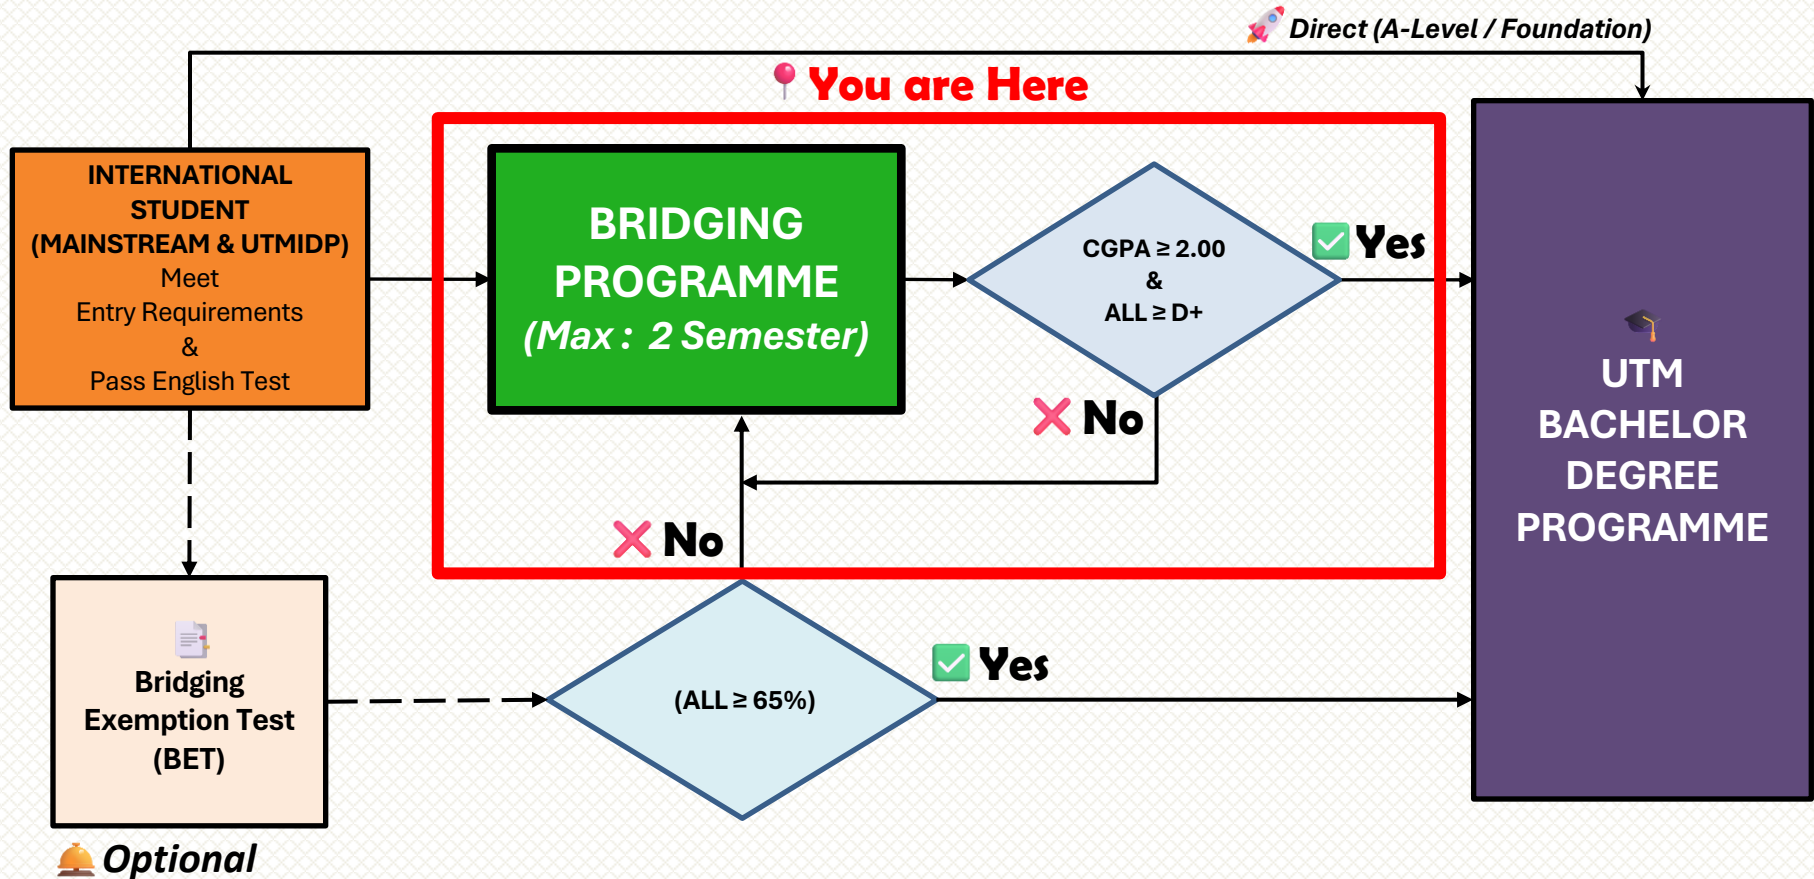 Direct (A-Level / Foundation)
You are Here
INTERNATIONAL
STUDENT
(MAINSTREAM & UTMIDP)
Meet
Entry Requirements
&
Pass English Test
BRIDGING
PROGRAMME
(Max : 2 Semester)
CGPA ≥ 2.00
&
ALL ≥ D+
Yes
No
No
UTM
BACHELOR
DEGREE
PROGRAMME
Bridging
Exemption Test
(BET)
(ALL ≥ 65%)
Yes
Optional